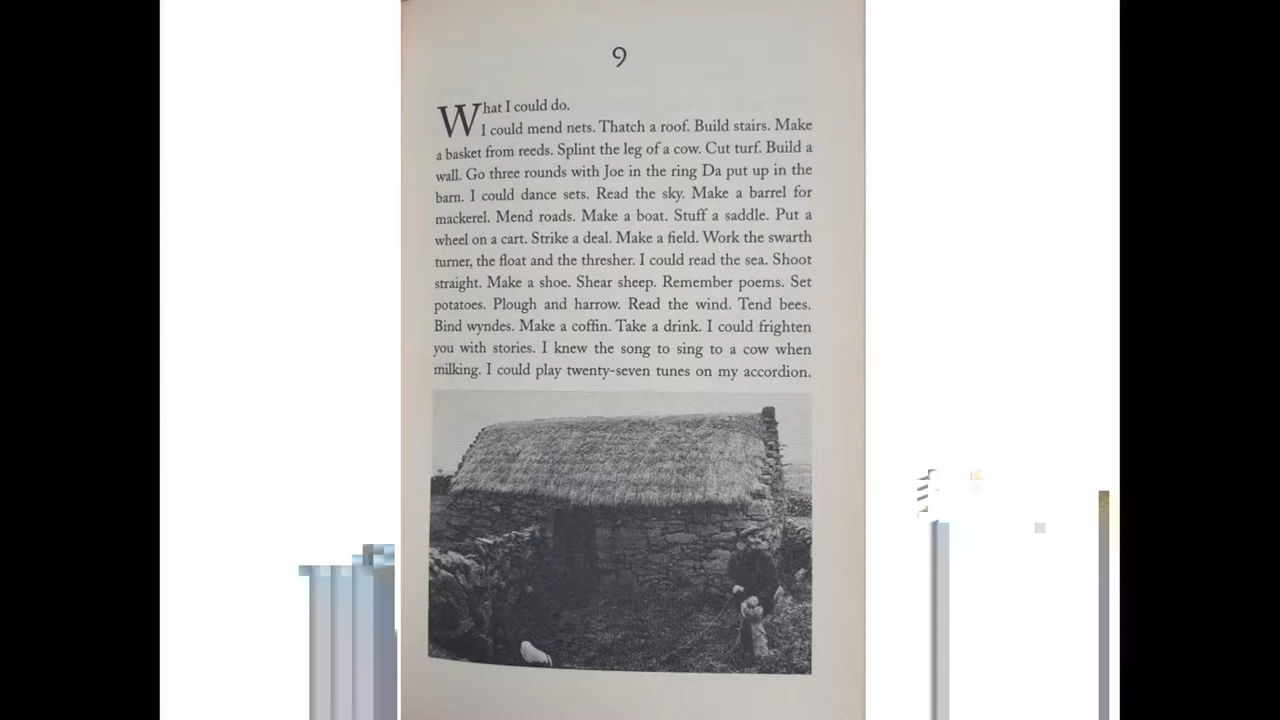 9
What I could do.
I could mend nets. Thatch a roof. Build stairs. Make
a basket from reeds. Splint the leg of a cow. Cut turf. Build a
wall. Go three rounds with Joe in the ring Da put up in the
barn. I could dance sets. Read the sky. Make a barrel for
mackerel. Mend roads. Make a boat. Stuff a saddle. Put a
wheel on a cart. Strike a deal. Make a field. Work the swarth
turner, the float and the thresher. I could read the sea. Shoot
straight. Make a shoe. Shear sheep. Remember poems. Set
potatoes. Plough and harrow. Read the wind. Tend bees.
Bind wyndes. Make a coffin. Take a drink. I could frighten
you with stories. I knew the song to sing to a cow when
milking. I could play twenty-seven tunes on my accordion.